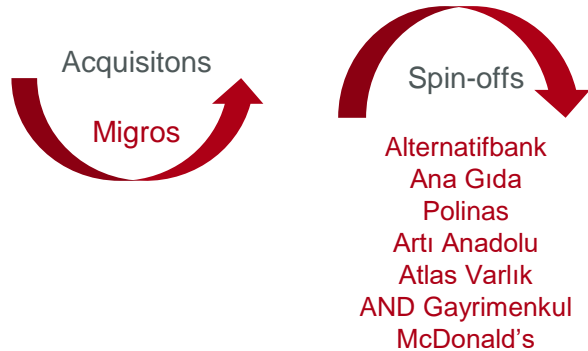 Acquisitons
Migros
Spin-offs
Alternatifbank
Ana Gıda
Polinas
Artı Anadolu
Atlas Varlık
AND Gayrimenkul
McDonald's